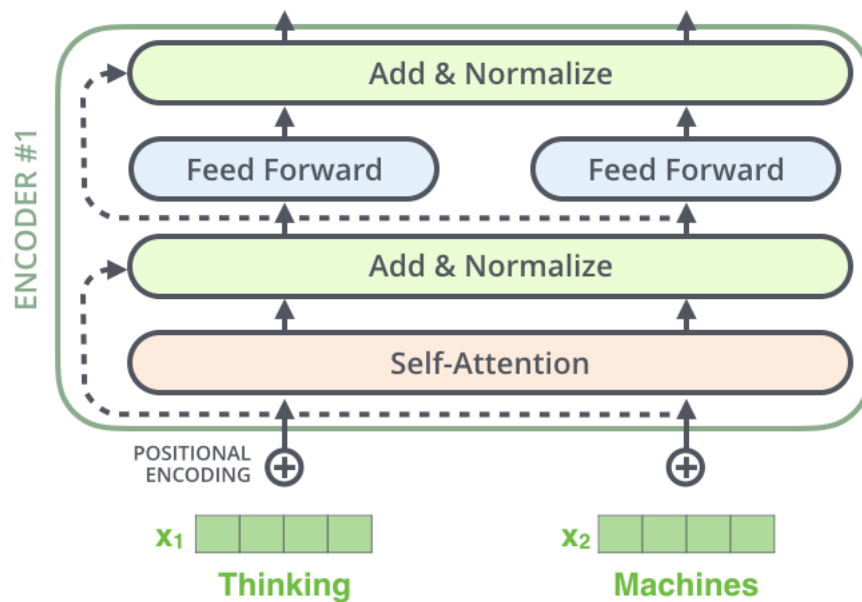 ENCODER #1
Add & Normalize
Feed Forward
Feed Forward
Add & Normalize
Self-Attention
POSITIONAL
ENCODING
x₁
x₂
Thinking
Machines